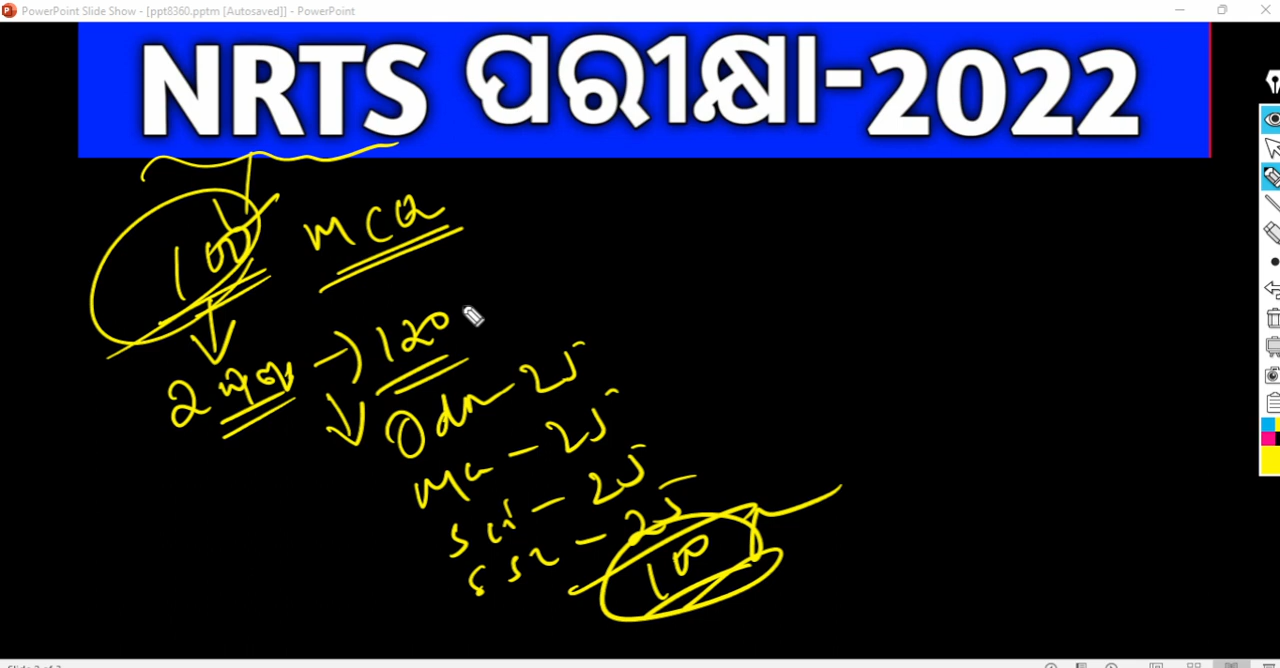 PowerPoint Slide Show - [ppt8360.pptm [Autosaved]] - PowerPoint
NRTS ପରୀକ୍ଷା-2022
100 MCQ
2 → 120
Odia - 25
Ma - 25
Sci - 25
SSc - 25
100